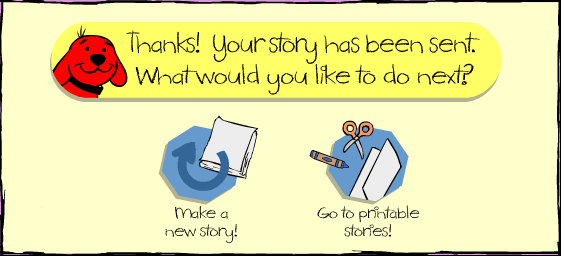 Thanks! Your story has been sent.
What would you like to do next?
Make a
new story!
Go to printable
stories!